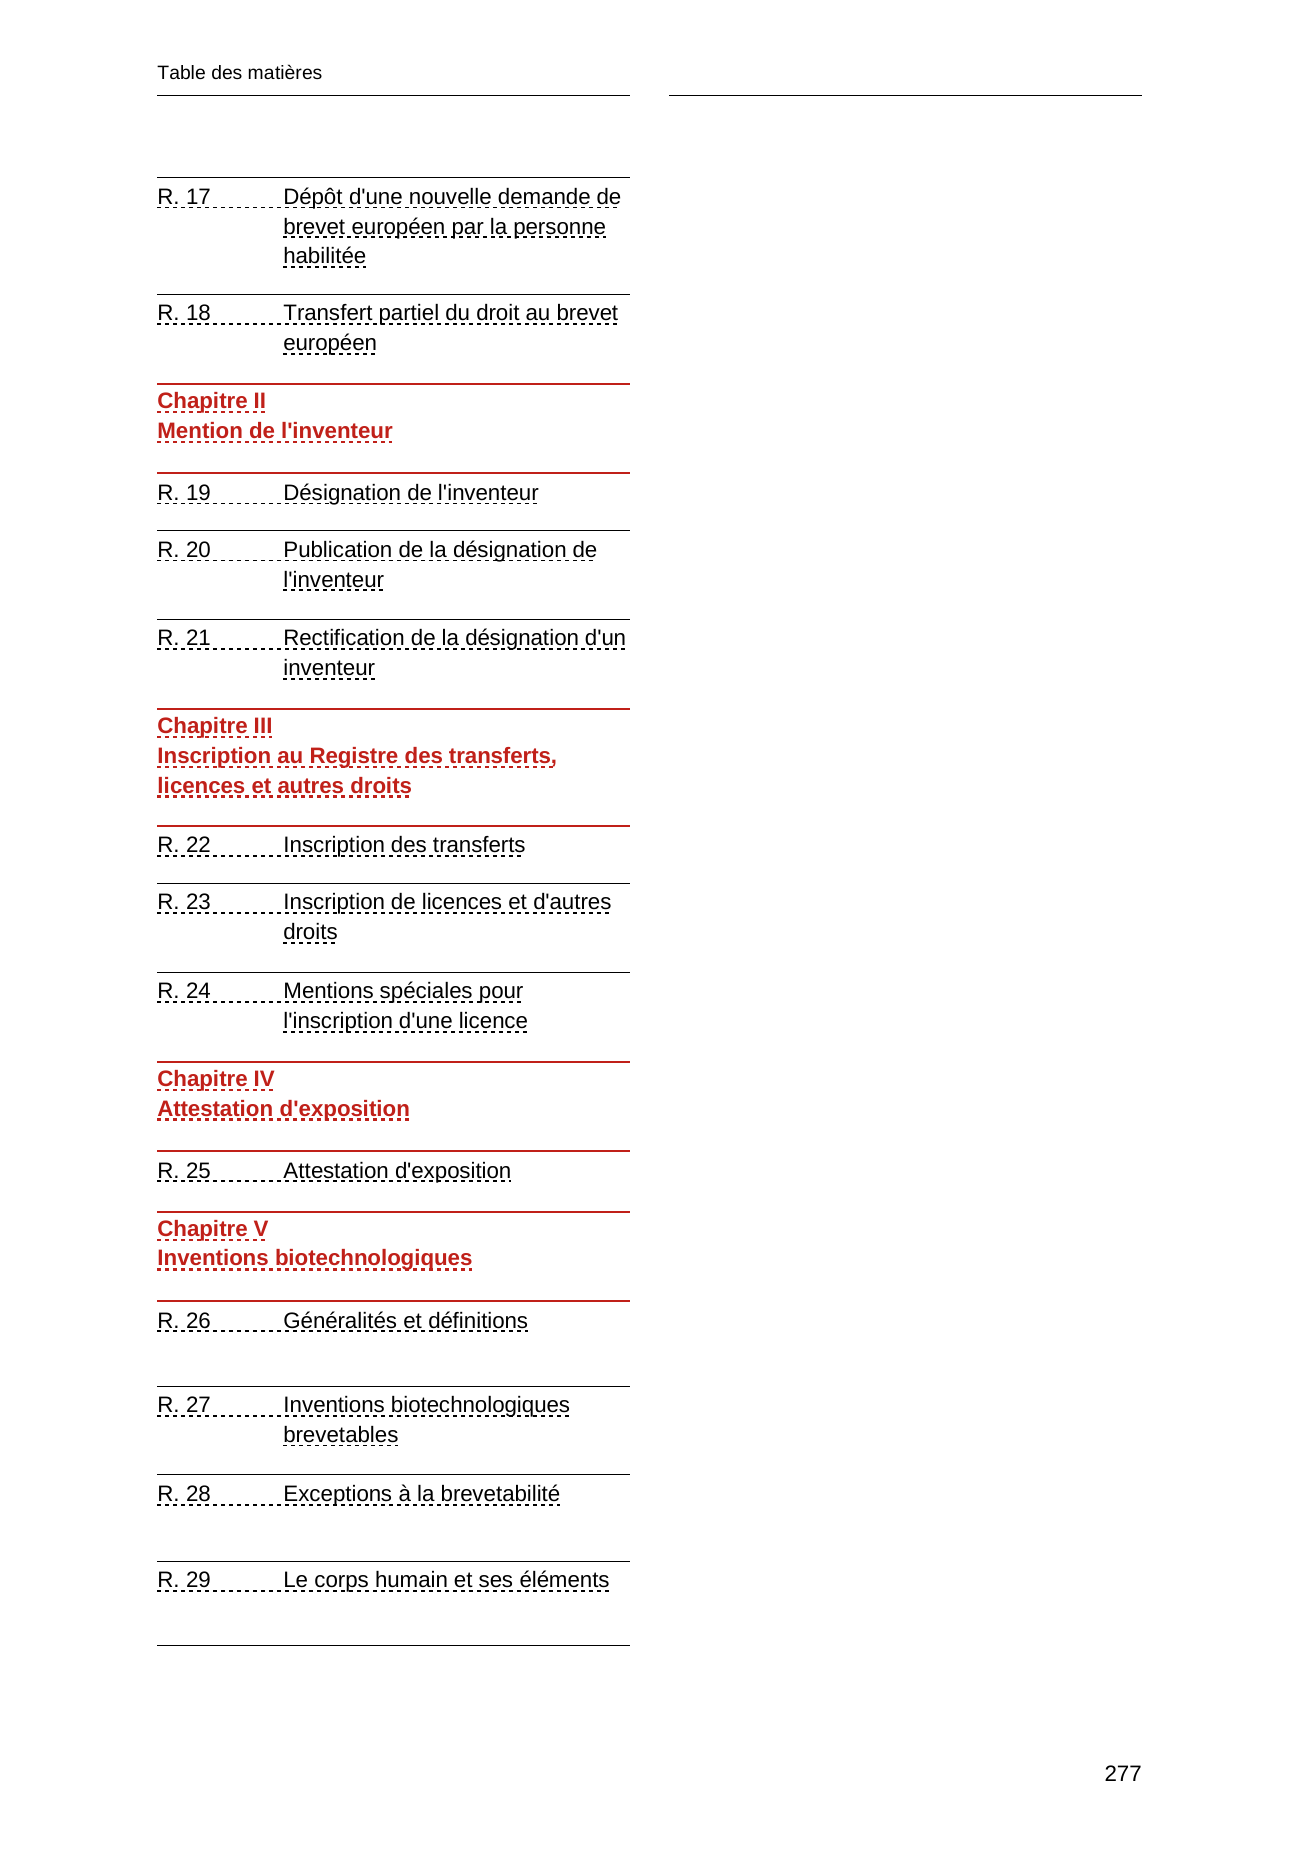 Table des matières
R. 17 Dépôt d'une nouvelle demande de
brevet européen par la personne
habilitée
R. 18 Transfert partiel du droit au brevet
européen
Chapitre II
Mention de l'inventeur
R. 19 Désignation de l'inventeur
R. 20 Publication de la désignation de
l'inventeur
R. 21 Rectification de la désignation d'un
inventeur
Chapitre III
Inscription au Registre des transferts,
licences et autres droits
R. 22 Inscription des transferts
R. 23 Inscription de licences et d'autres
droits
R. 24 Mentions spéciales pour
l'inscription d'une licence
Chapitre IV
Attestation d'exposition
R. 25 Attestation d'exposition
Chapitre V
Inventions biotechnologiques
R. 26 Généralités et définitions
R. 27 Inventions biotechnologiques
brevetables
R. 28 Exceptions à la brevetabilité
R. 29 Le corps humain et ses éléments
277